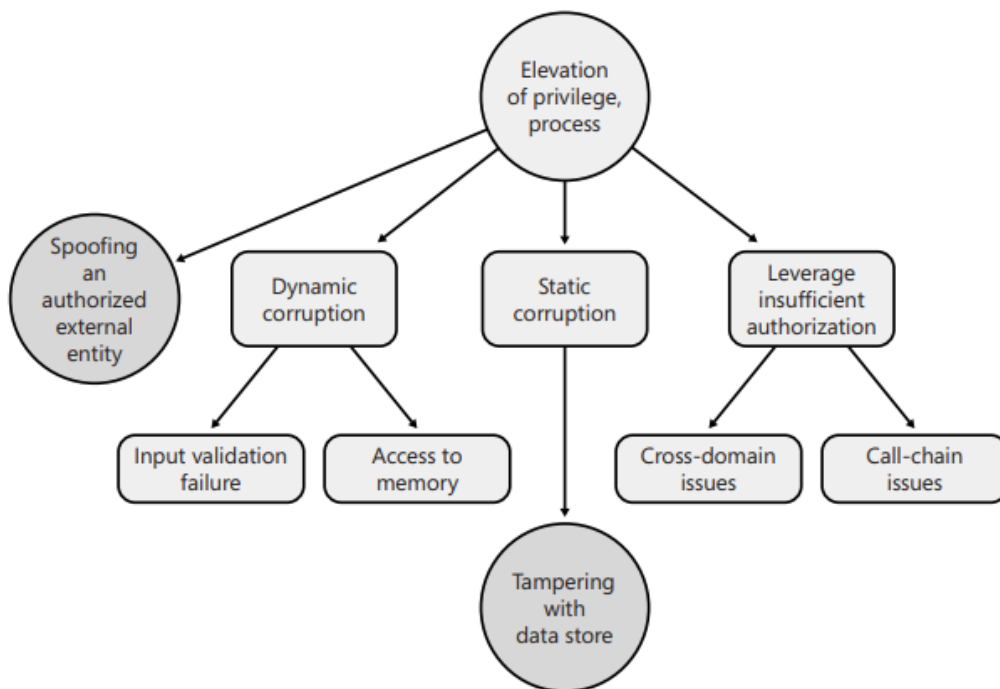 Elevation
of privilege,
process
Spoofing
an
authorized
external
entity
Dynamic
corruption
Static
corruption
Leverage
insufficient
authorization
Input validation
failure
Access to
memory
Cross-domain
issues
Call-chain
issues
Tampering
with
data store